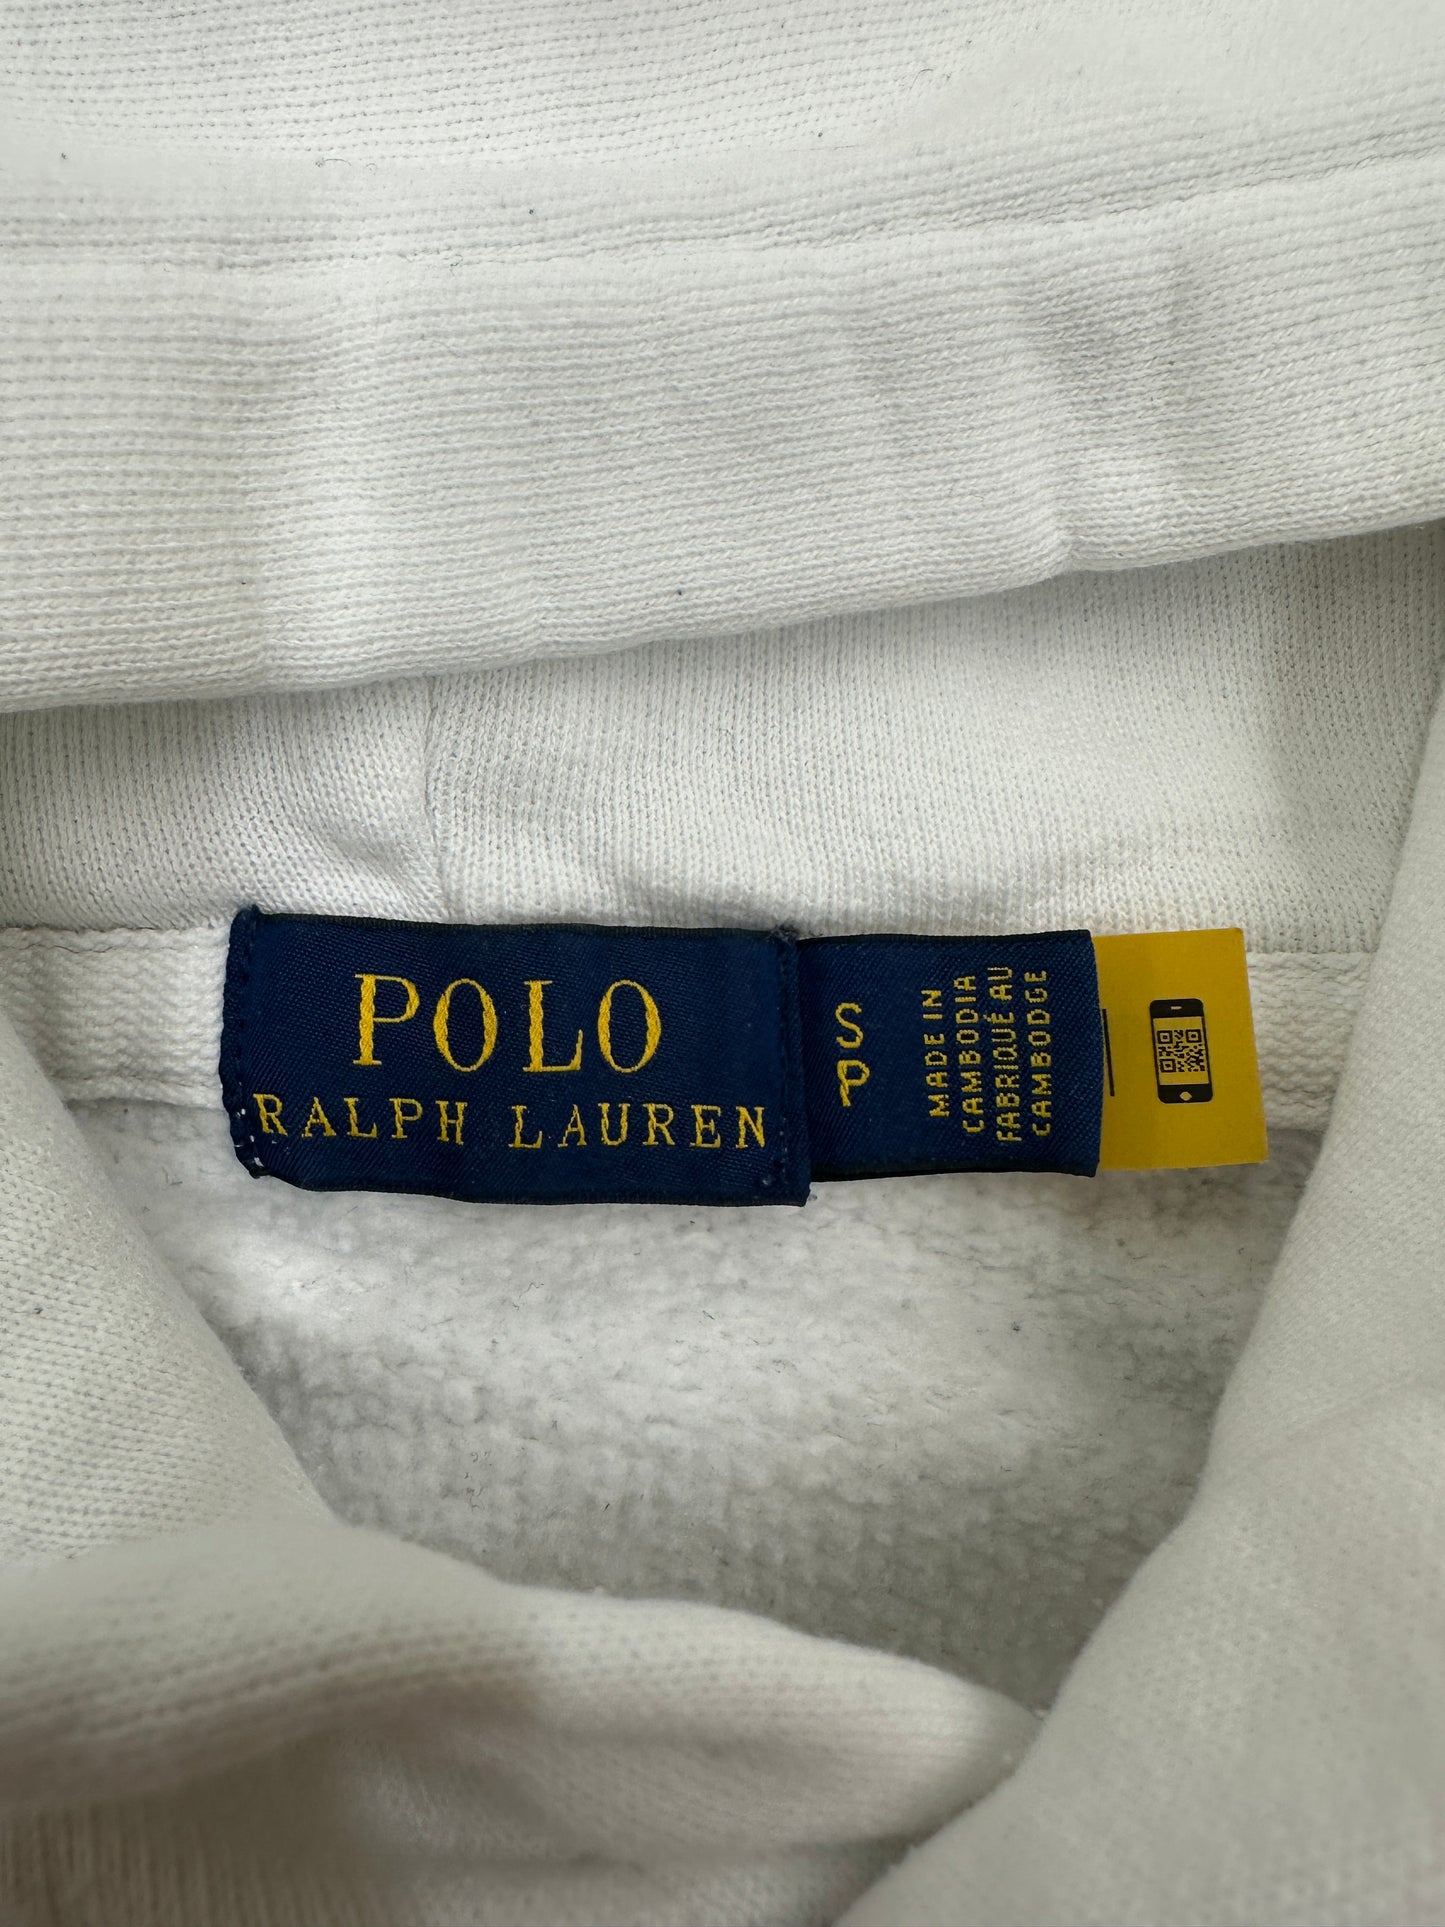 POLO
RALPH LAUREN
S
P
MADE IN
CAMBODIA
FABRIQUÉ AU
CAMBODGE